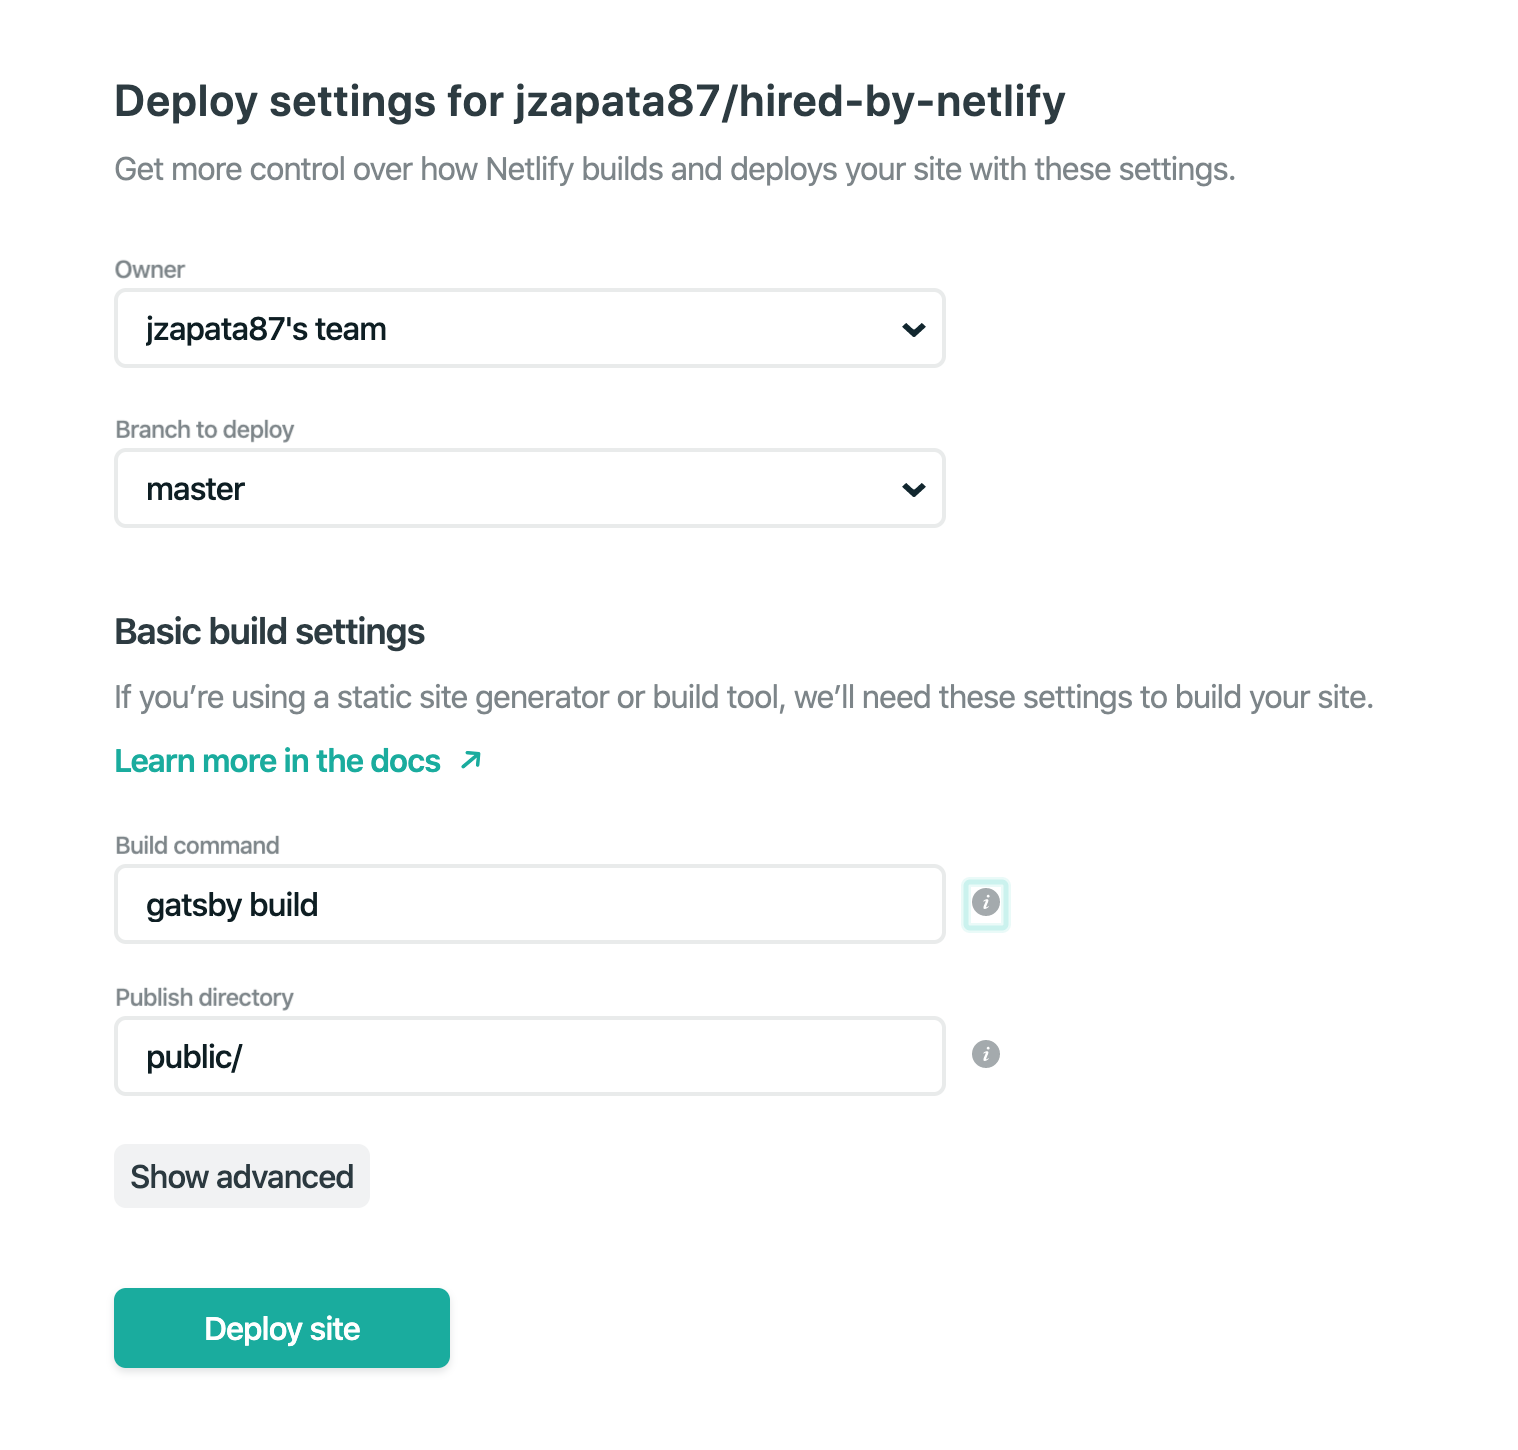 Deploy settings for jzapata87/hired-by-netlify
Get more control over how Netlify builds and deploys your site with these settings.
Owner
jzapata87's team
Branch to deploy
master
Basic build settings
If you’re using a static site generator or build tool, we’ll need these settings to build your site.
Learn more in the docs
Build command
gatsby build
i
Publish directory
public/
i
Show advanced
Deploy site